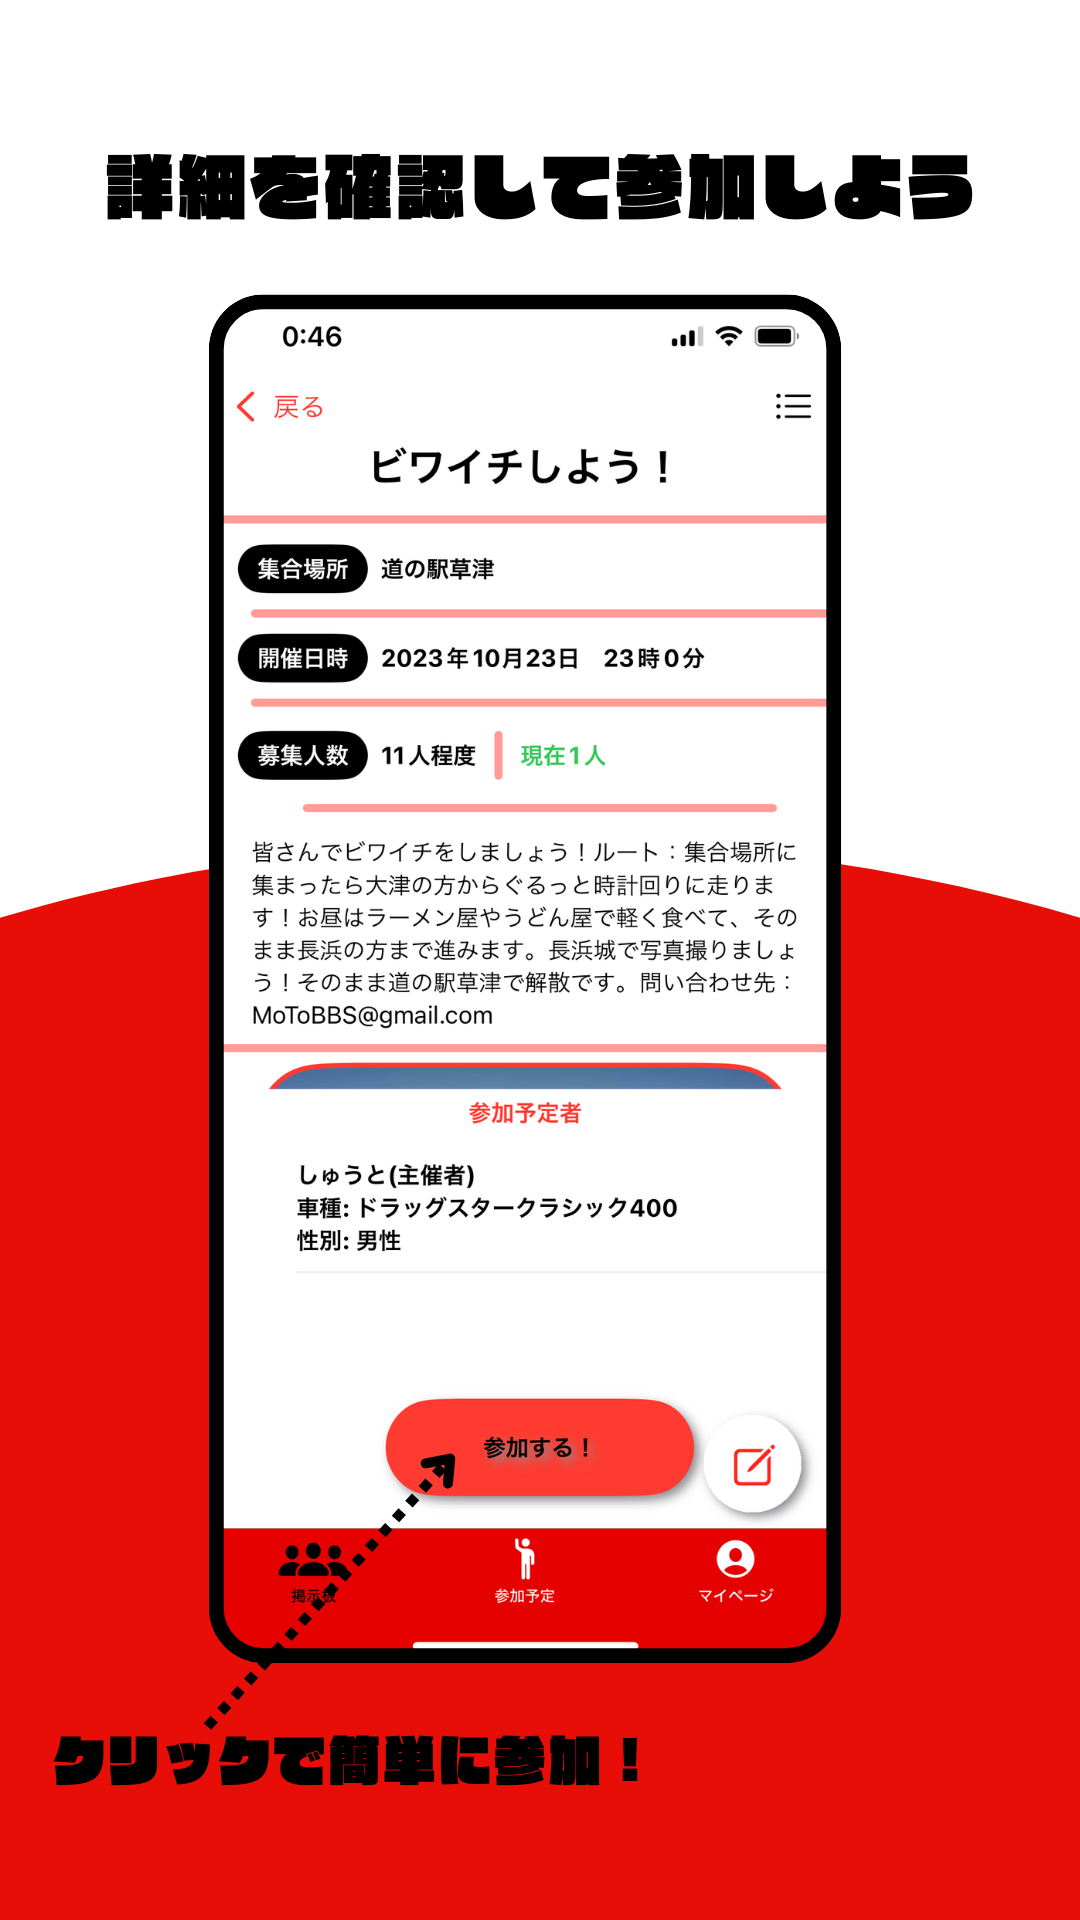 詳細を確認して参加しよう
0:46
戻る
ビワイチしよう！
集合場所 道の駅草津
開催日時 2023年10月23日　23時0分
募集人数 11人程度 現在1人
皆さんでビワイチをしましょう！ルート：集合場所に
集まったら大津の方からぐるっと時計回りに走りま
す！お昼はラーメン屋やうどん屋で軽く食べて、その
まま長浜の方まで進みます。長浜城で写真撮りましょ
う！そのまま道の駅草津で解散です。問い合わせ先：
MoToBBS@gmail.com
参加予定者
しゅうと(主催者)
車種: ドラッグスタークラシック400
性別: 男性
参加する！
掲示板 参加予定 マイページ
クリックで簡単に参加！